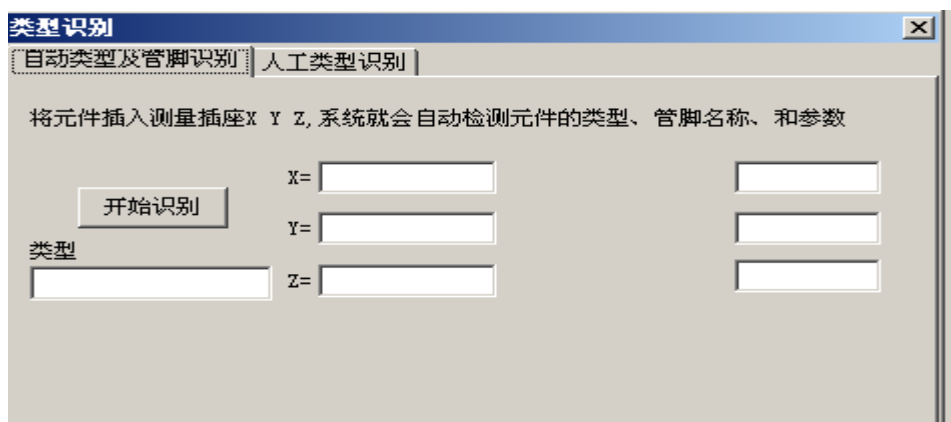 类型识别
自动类型及管脚识别 人工类型识别
将元件插入测量插座X Y Z,系统就会自动检测元件的类型、管脚名称、和参数
X=
开始识别
Y=
类型
Z=